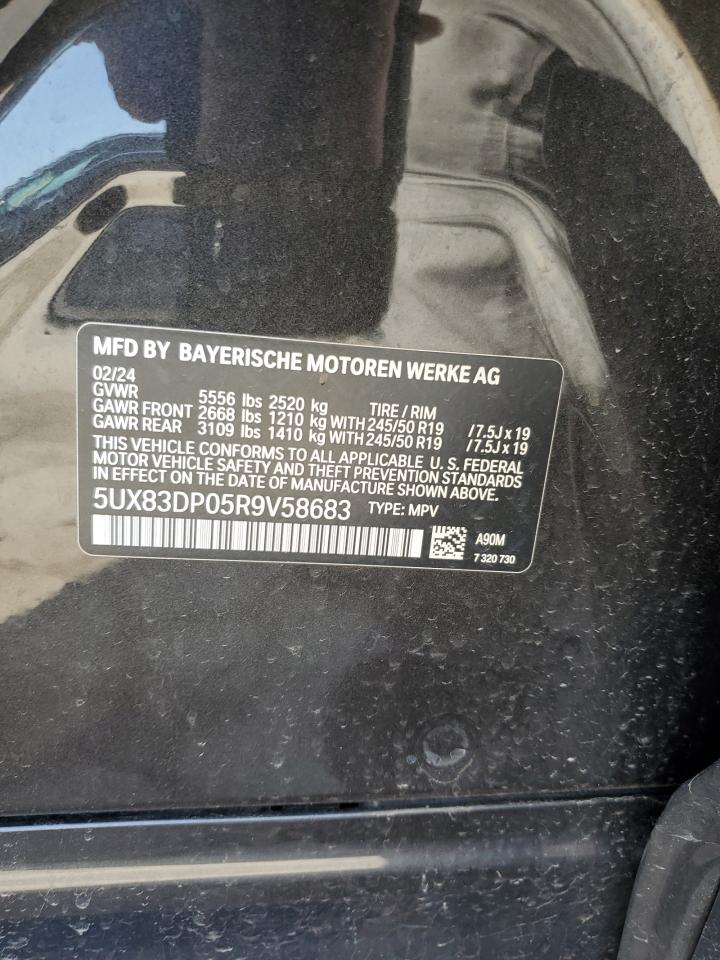 MFD BY BAYERISCHE MOTOREN WERKE AG
02/24
GVWR 5556 lbs 2520 kg TIRE / RIM
GAWR FRONT 2668 lbs 1210 kg WITH 245/50 R19 / 7.5J x 19
GAWR REAR 3109 lbs 1410 kg WITH 245/50 R19 / 7.5J x 19
THIS VEHICLE CONFORMS TO ALL APPLICABLE U. S. FEDERAL
MOTOR VEHICLE SAFETY AND THEFT PREVENTION STANDARDS
IN EFFECT ON THE DATE OF MANUFACTURE SHOWN ABOVE.
5UX83DP05R9V58683 TYPE: MPV
A90M
7 320 730